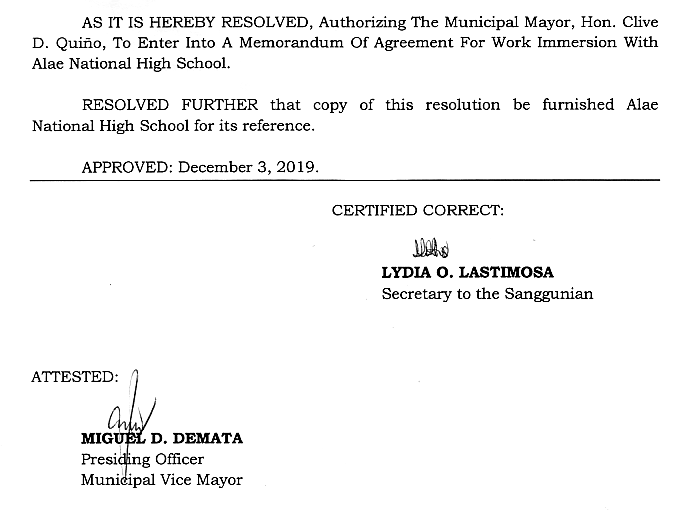 AS IT IS HEREBY RESOLVED, Authorizing The Municipal Mayor, Hon. Clive
D. Quiño, To Enter Into A Memorandum Of Agreement For Work Immersion With
Alae National High School.
RESOLVED FURTHER that copy of this resolution be furnished Alae
National High School for its reference.
APPROVED: December 3, 2019.
CERTIFIED CORRECT:
LYDIA O. LASTIMOSA
Secretary to the Sanggunian
ATTESTED:
MIGUEL D. DEMATA
Presiding Officer
Municipal Vice Mayor